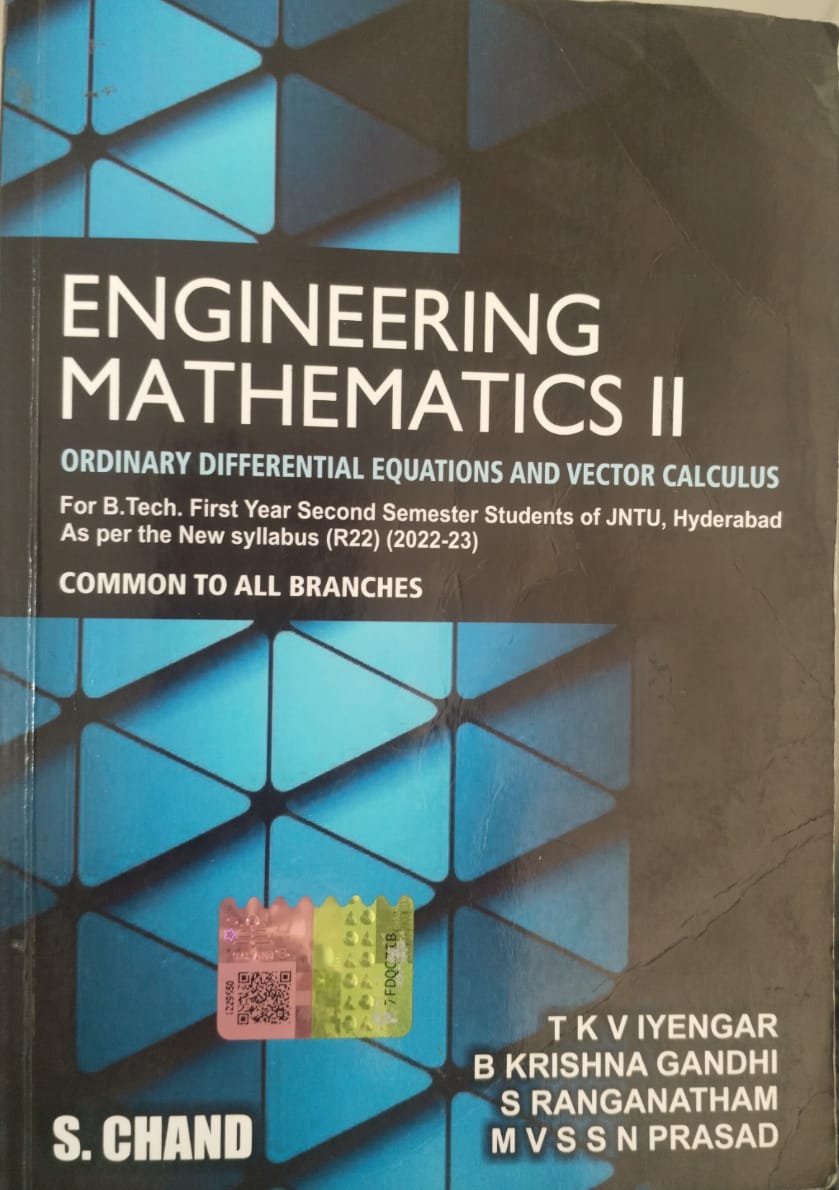 ENGINEERING
MATHEMATICS II
ORDINARY DIFFERENTIAL EQUATIONS AND VECTOR CALCULUS
For B.Tech. First Year Second Semester Students of JNTU, Hyderabad
As per the New syllabus (R22) (2022-23)
COMMON TO ALL BRANCHES
T K V IYENGAR
B KRISHNA GANDHI
S RANGANATHAM
M V S S N PRASAD
S. CHAND